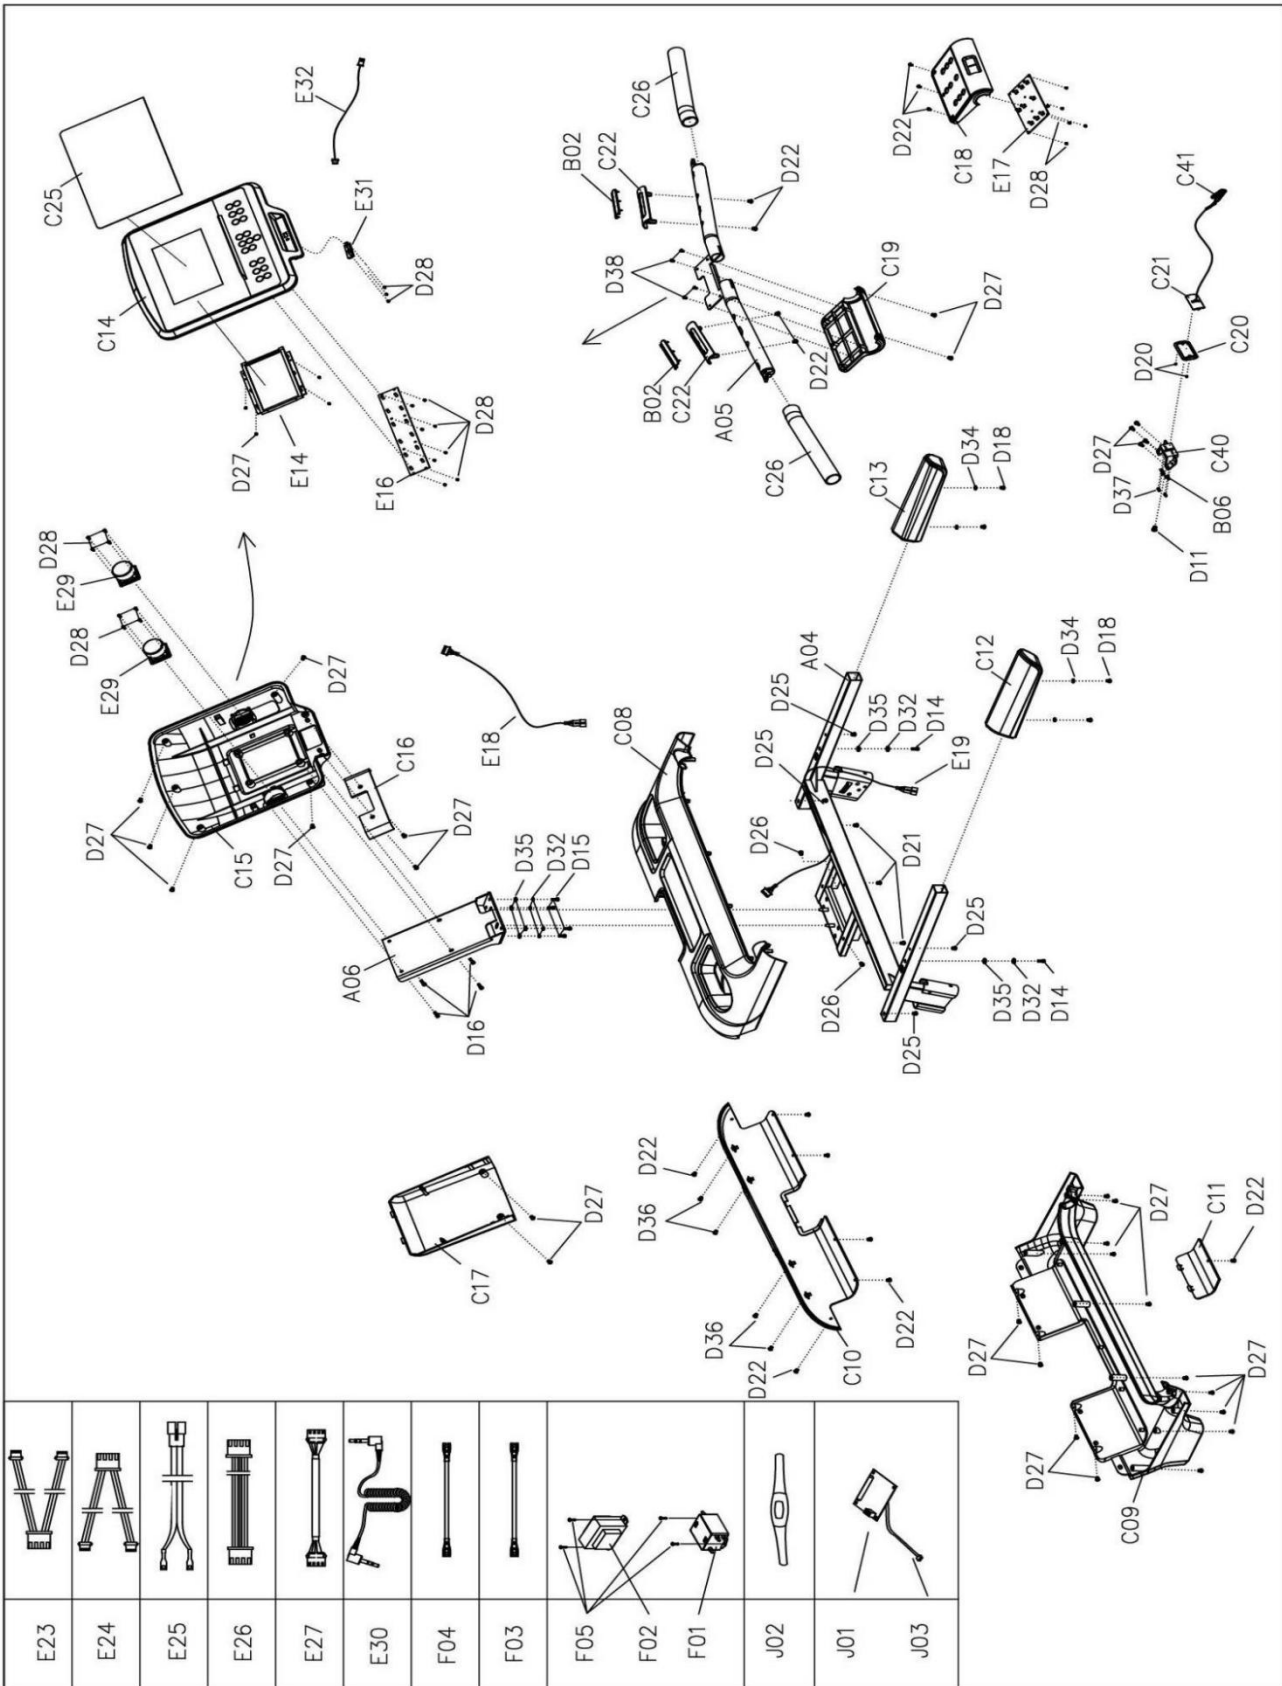 C25
E32
C14
E31
D28
D27
E14
E16
D28
C26
B02
C22
D22
D38
C19
D27
B02
C22
D22
A05
C26
D22
C18
E17
D28
C41
C21
C20
D20
D27
C40
D37
B06
D11
D28
E29
D28
E29
D27
D27
C15
D27
C16
D27
E18
A06
D35
D32
D15
D16
C08
C13
D34
D18
A04
D25
D35
D32
D14
D25
E19
C12
D34
D18
D26
D21
D25
D26
D35
D32
D14
D25
C17
D27
D22
D36
D36
D22
C10
D22
D27
C11
D22
D27
D27
D27
C09
E23
E24
E25
E26
E27
E30
F04
F03
F05
F02
F01
J02
J01
J03